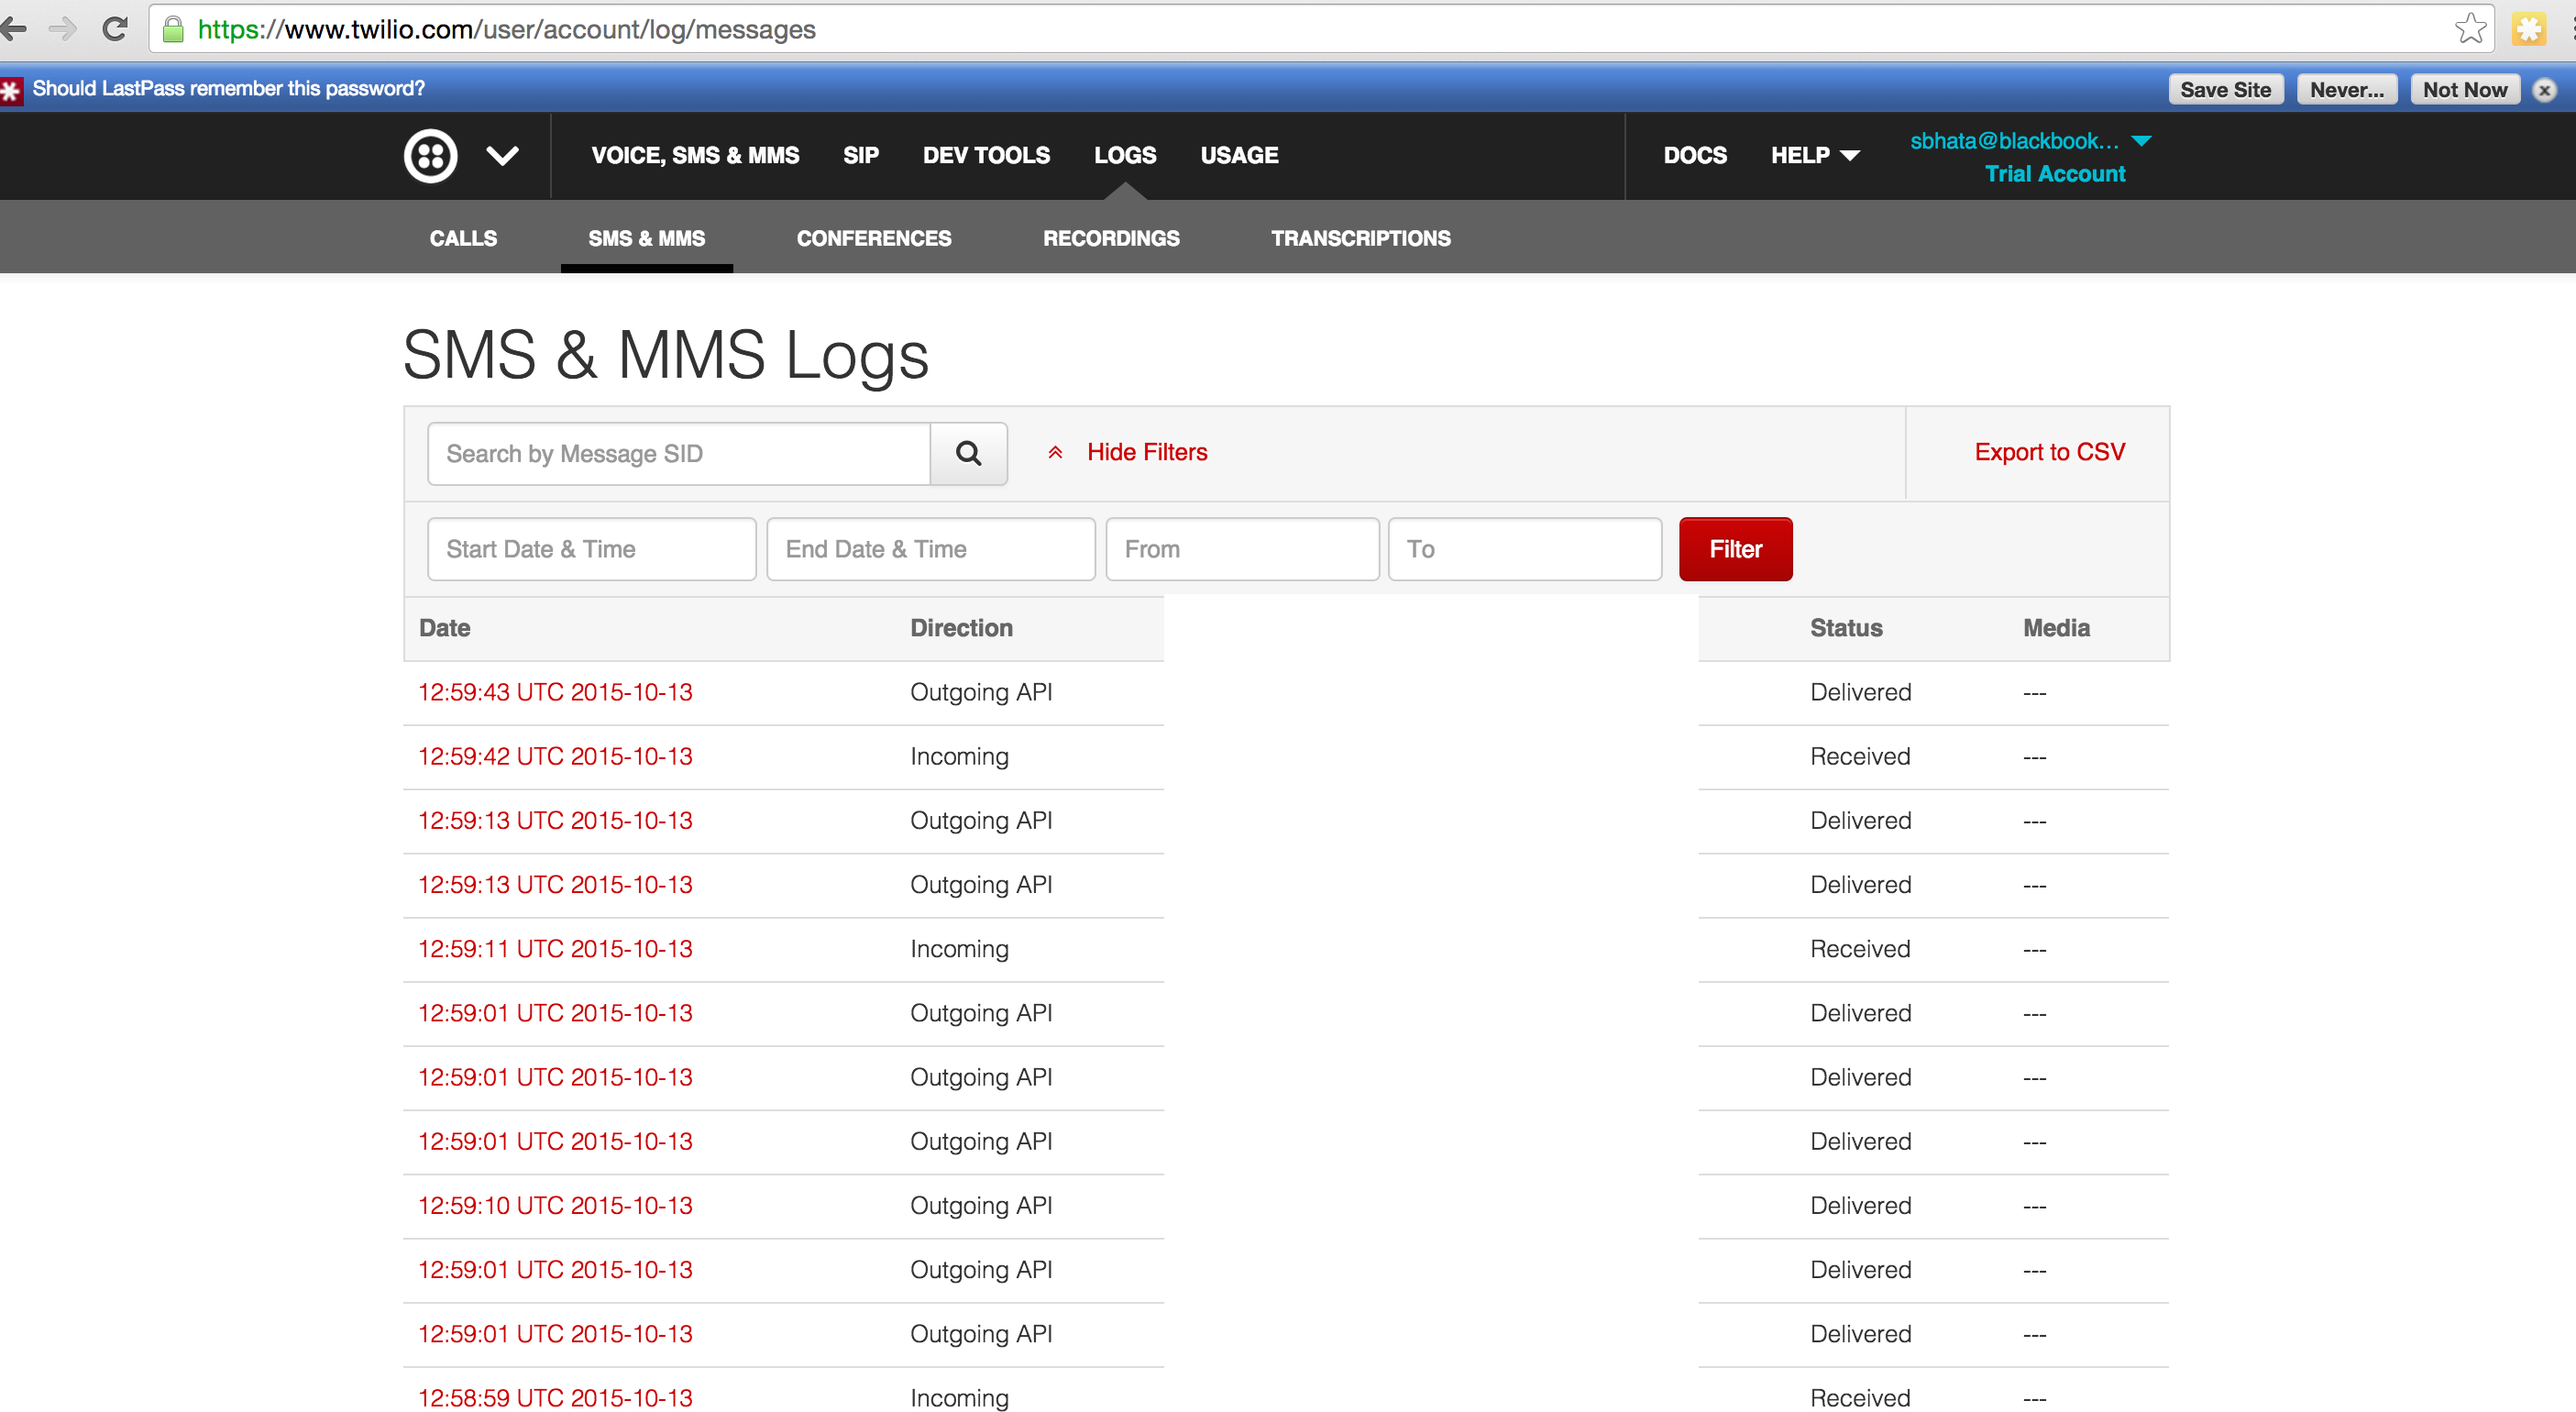 https://www.twilio.com/user/account/log/messages
Should LastPass remember this password? Save Site Never... Not Now
VOICE, SMS & MMS SIP DEV TOOLS LOGS USAGE DOCS HELP sbhata@blackbook...
Trial Account
CALLS SMS & MMS CONFERENCES RECORDINGS TRANSCRIPTIONS
SMS & MMS Logs
Search by Message SID Hide Filters Export to CSV
Start Date & Time End Date & Time From To Filter
Date Direction Status Media
12:59:43 UTC 2015-10-13 Outgoing API Delivered ---
12:59:42 UTC 2015-10-13 Incoming Received ---
12:59:13 UTC 2015-10-13 Outgoing API Delivered ---
12:59:13 UTC 2015-10-13 Outgoing API Delivered ---
12:59:11 UTC 2015-10-13 Incoming Received ---
12:59:01 UTC 2015-10-13 Outgoing API Delivered ---
12:59:01 UTC 2015-10-13 Outgoing API Delivered ---
12:59:01 UTC 2015-10-13 Outgoing API Delivered ---
12:59:10 UTC 2015-10-13 Outgoing API Delivered ---
12:59:01 UTC 2015-10-13 Outgoing API Delivered ---
12:59:01 UTC 2015-10-13 Outgoing API Delivered ---
12:58:59 UTC 2015-10-13 Incoming Received ---